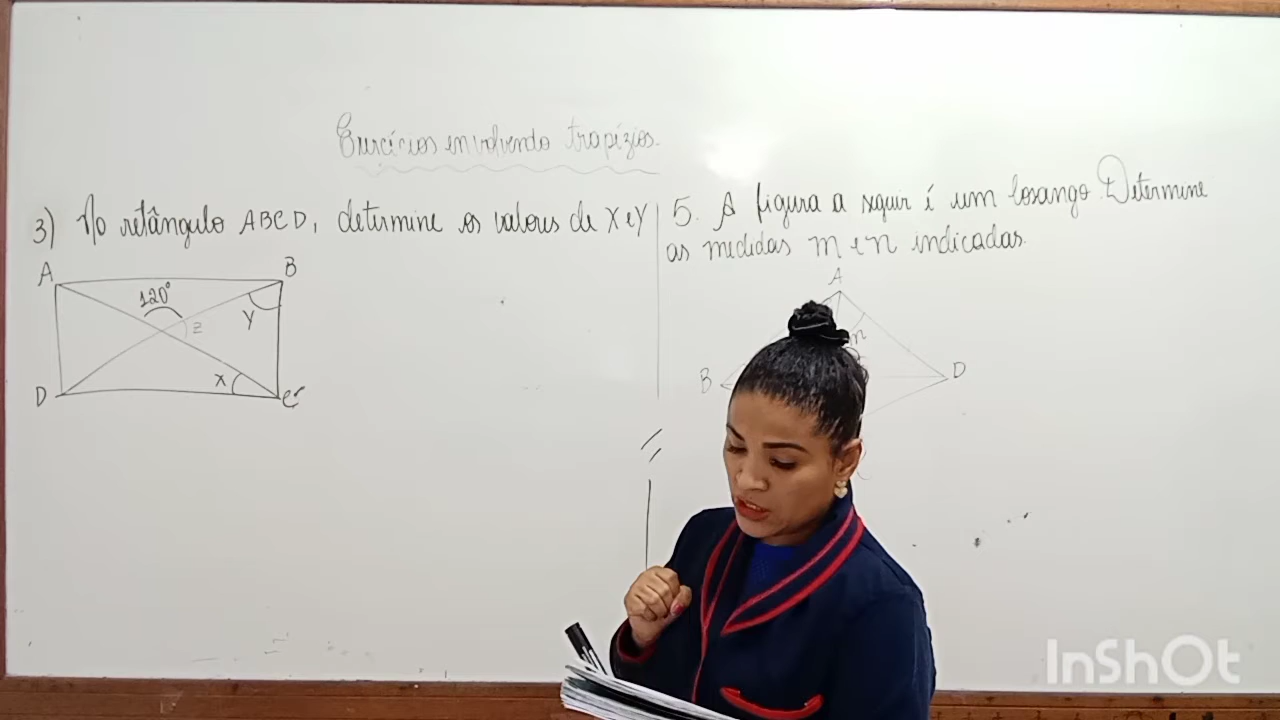 Exercícios envolvendo trapézios.
3) No retângulo ABCD, determine os valores de X e Y
A
B
120°
z
Y
X
D
C
5. A figura a seguir é um losango. Determine
as medidas m e n indicadas.
A
n
B
D
InShOt